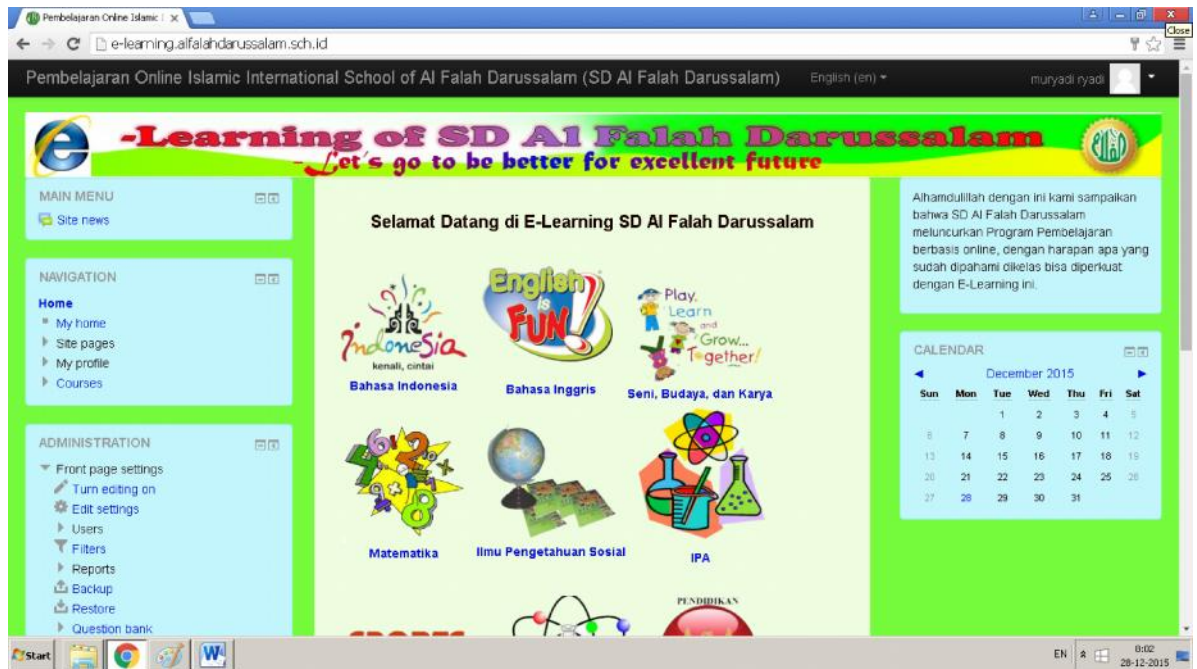 Pembelajaran Online Islamic I
Close
e-learning.alfalahdarussalam.sch.id
Pembelajaran Online Islamic International School of Al Falah Darussalam (SD Al Falah Darussalam)
English (en)
muryadi ryadi
-Learning of SD Al Falah Darussalam
- Let's go to be better for excellent future
MAIN MENU
Site news
NAVIGATION
Home
My home
Site pages
My profile
Courses
ADMINISTRATION
Front page settings
Turn editing on
Edit settings
Users
Filters
Reports
Backup
Restore
Question bank
Selamat Datang di E-Learning SD Al Falah Darussalam
indonesia
kenali, cintai
Bahasa Indonesia
English
is
FUN!
Bahasa Inggris
Play,
Learn
and
Grow...
Together!
Seni, Budaya, dan Karya
Matematika
Ilmu Pengetahuan Sosial
IPA
SPORTS
PENDIDIKAN
Alhamdulillah dengan ini kami sampaikan
bahwa SD Al Falah Darussalam
meluncurkan Program Pembelajaran
berbasis online, dengan harapan apa yang
sudah dipahami dikelas bisa diperkuat
dengan E-Learning ini.
CALENDAR
December 2015
Sun Mon Tue Wed Thu Fri Sat
1 2 3 4 5
6 7 8 9 10 11 12
13 14 15 16 17 18 19
20 21 22 23 24 25 26
27 28 29 30 31
Start
EN
8:02
28-12-2015